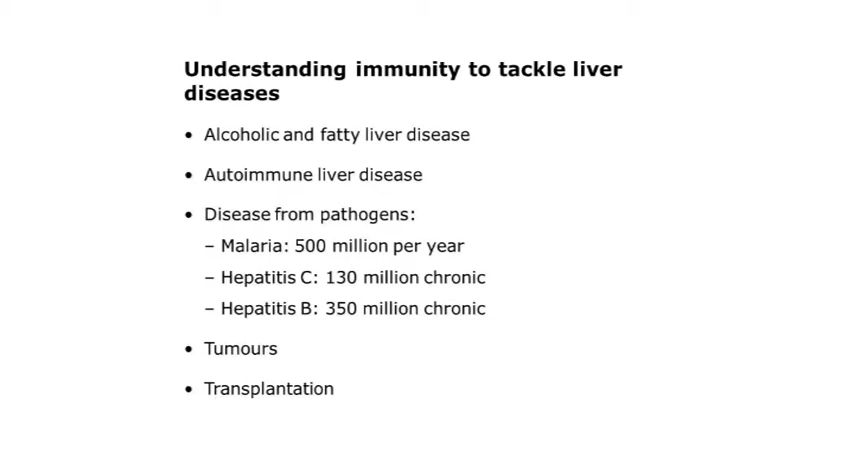 Understanding immunity to tackle liver
diseases
• Alcoholic and fatty liver disease
• Autoimmune liver disease
• Disease from pathogens:
– Malaria: 500 million per year
– Hepatitis C: 130 million chronic
– Hepatitis B: 350 million chronic
• Tumours
• Transplantation